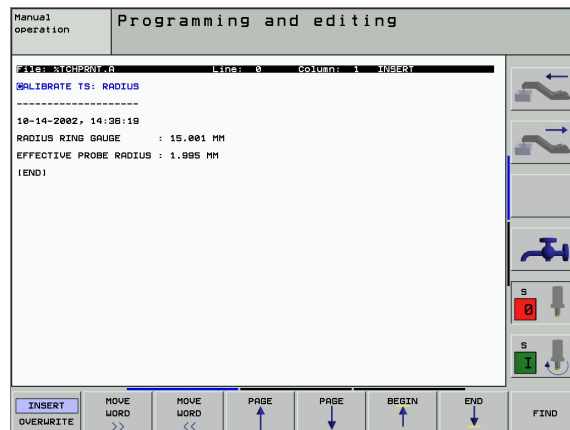 Manual
operation
Programming and editing
File: %TCHPRNT.A Line: 0 Column: 1 INSERT
CALIBRATE TS: RADIUS
--------------------
10-14-2002, 14:36:19
RADIUS RING GAUGE : 15.001 MM
EFFECTIVE PROBE RADIUS : 1.995 MM
[END]
S
0
S
I
INSERT
OVERWRITE
MOVE
WORD
>>
MOVE
WORD
<<
PAGE
PAGE
BEGIN
END
FIND